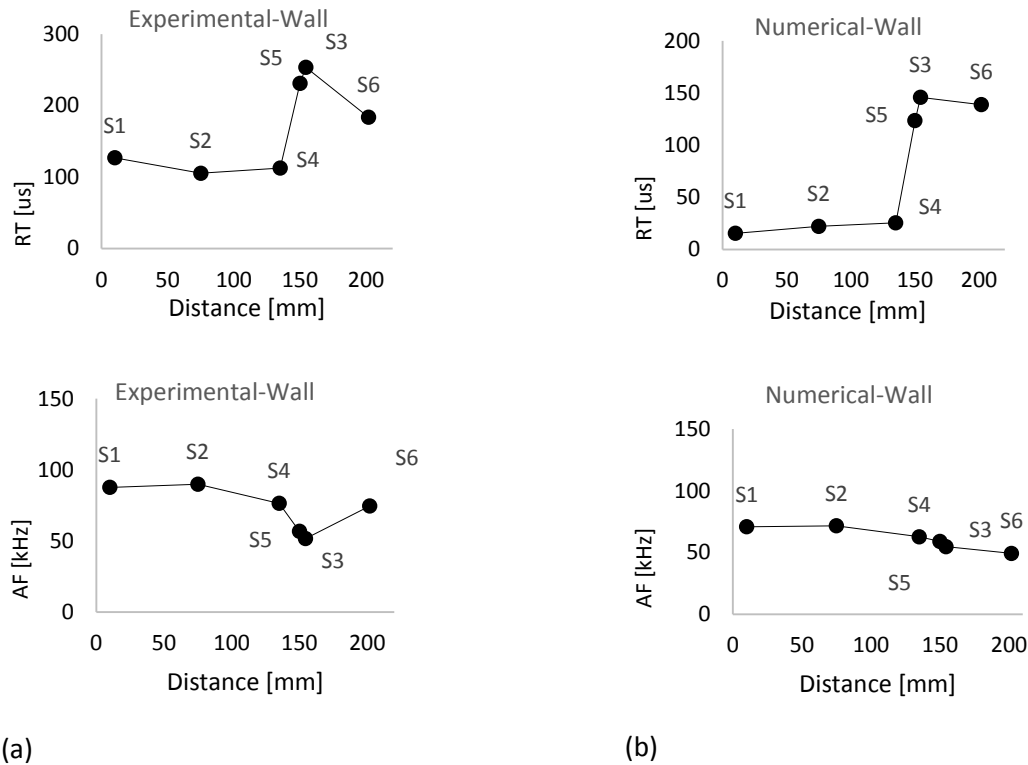 Experimental-Wall
RT [us]
300
200
100
0
S1
S2
S4
S5
S3
S6
0 50 100 150 200
Distance [mm]
Numerical-Wall
RT [us]
200
150
100
50
0
S1
S2
S4
S5
S3
S6
0 50 100 150 200
Distance [mm]
Experimental-Wall
AF [kHz]
150
100
50
0
S1
S2
S4
S5
S3
S6
0 50 100 150 200
Distance [mm]
(a)
Numerical-Wall
AF [kHz]
150
100
50
0
S1
S2
S4
S5
S3
S6
0 50 100 150 200
Distance [mm]
(b)